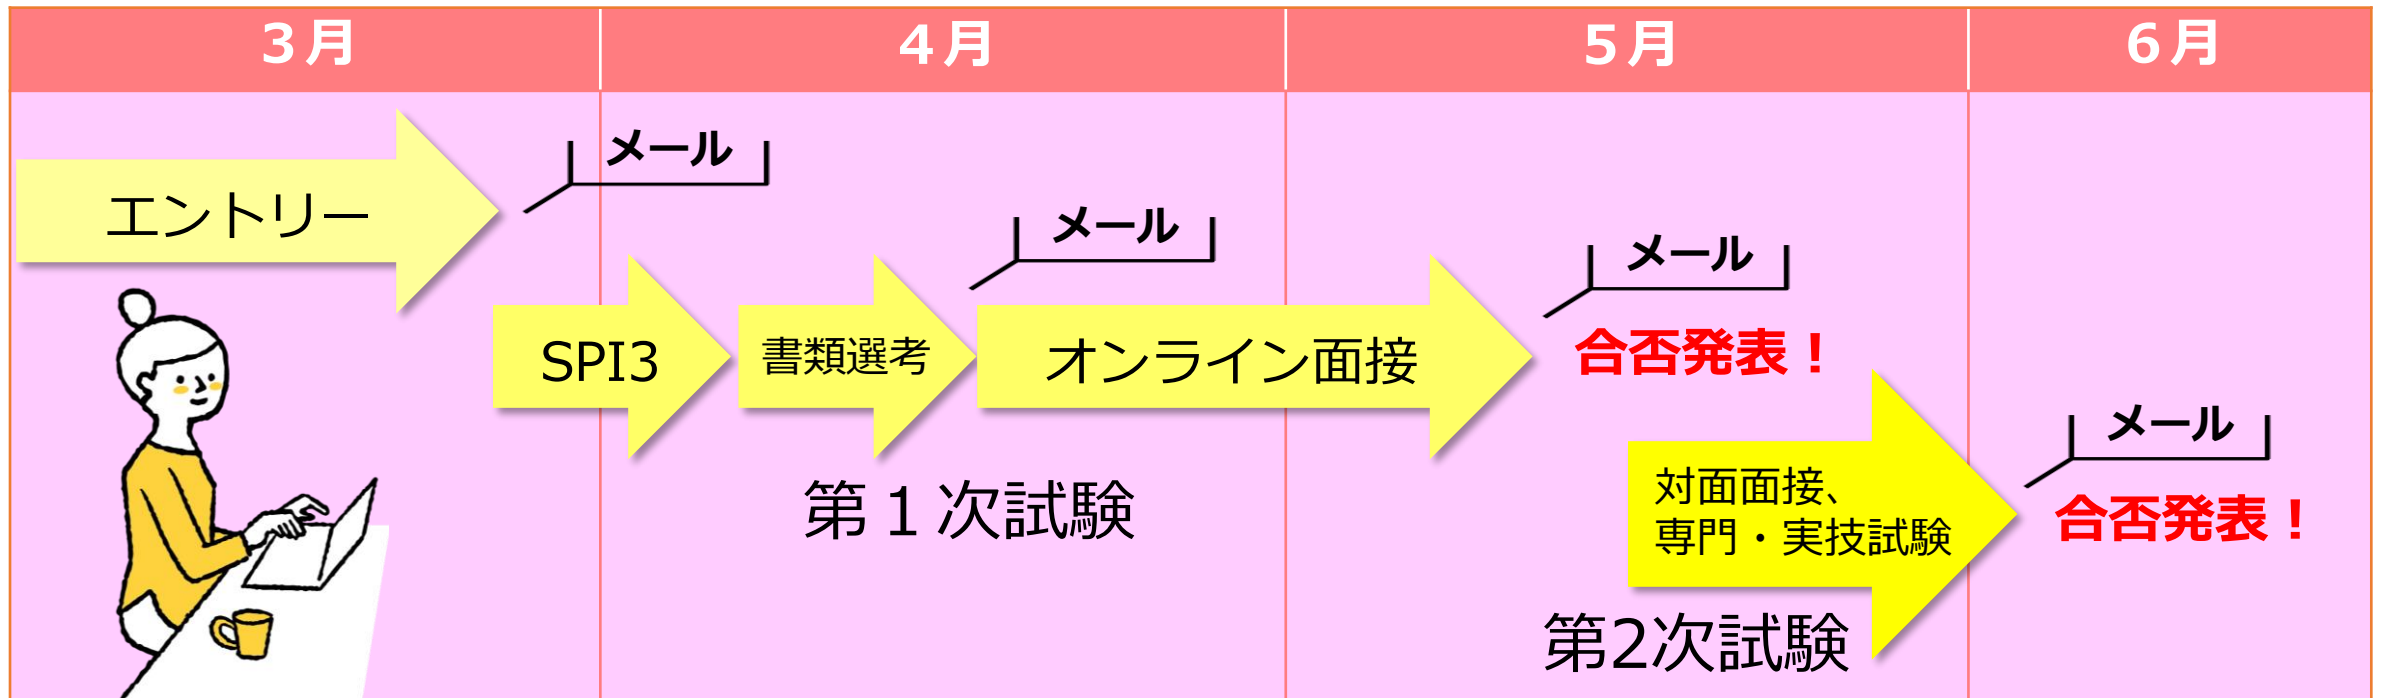 ３月
４月
５月
６月
メール
エントリー
メール
メール
SPI3
書類選考
オンライン面接
合否発表！
メール
対面面接、
専門・実技試験
合否発表！
第１次試験
第2次試験